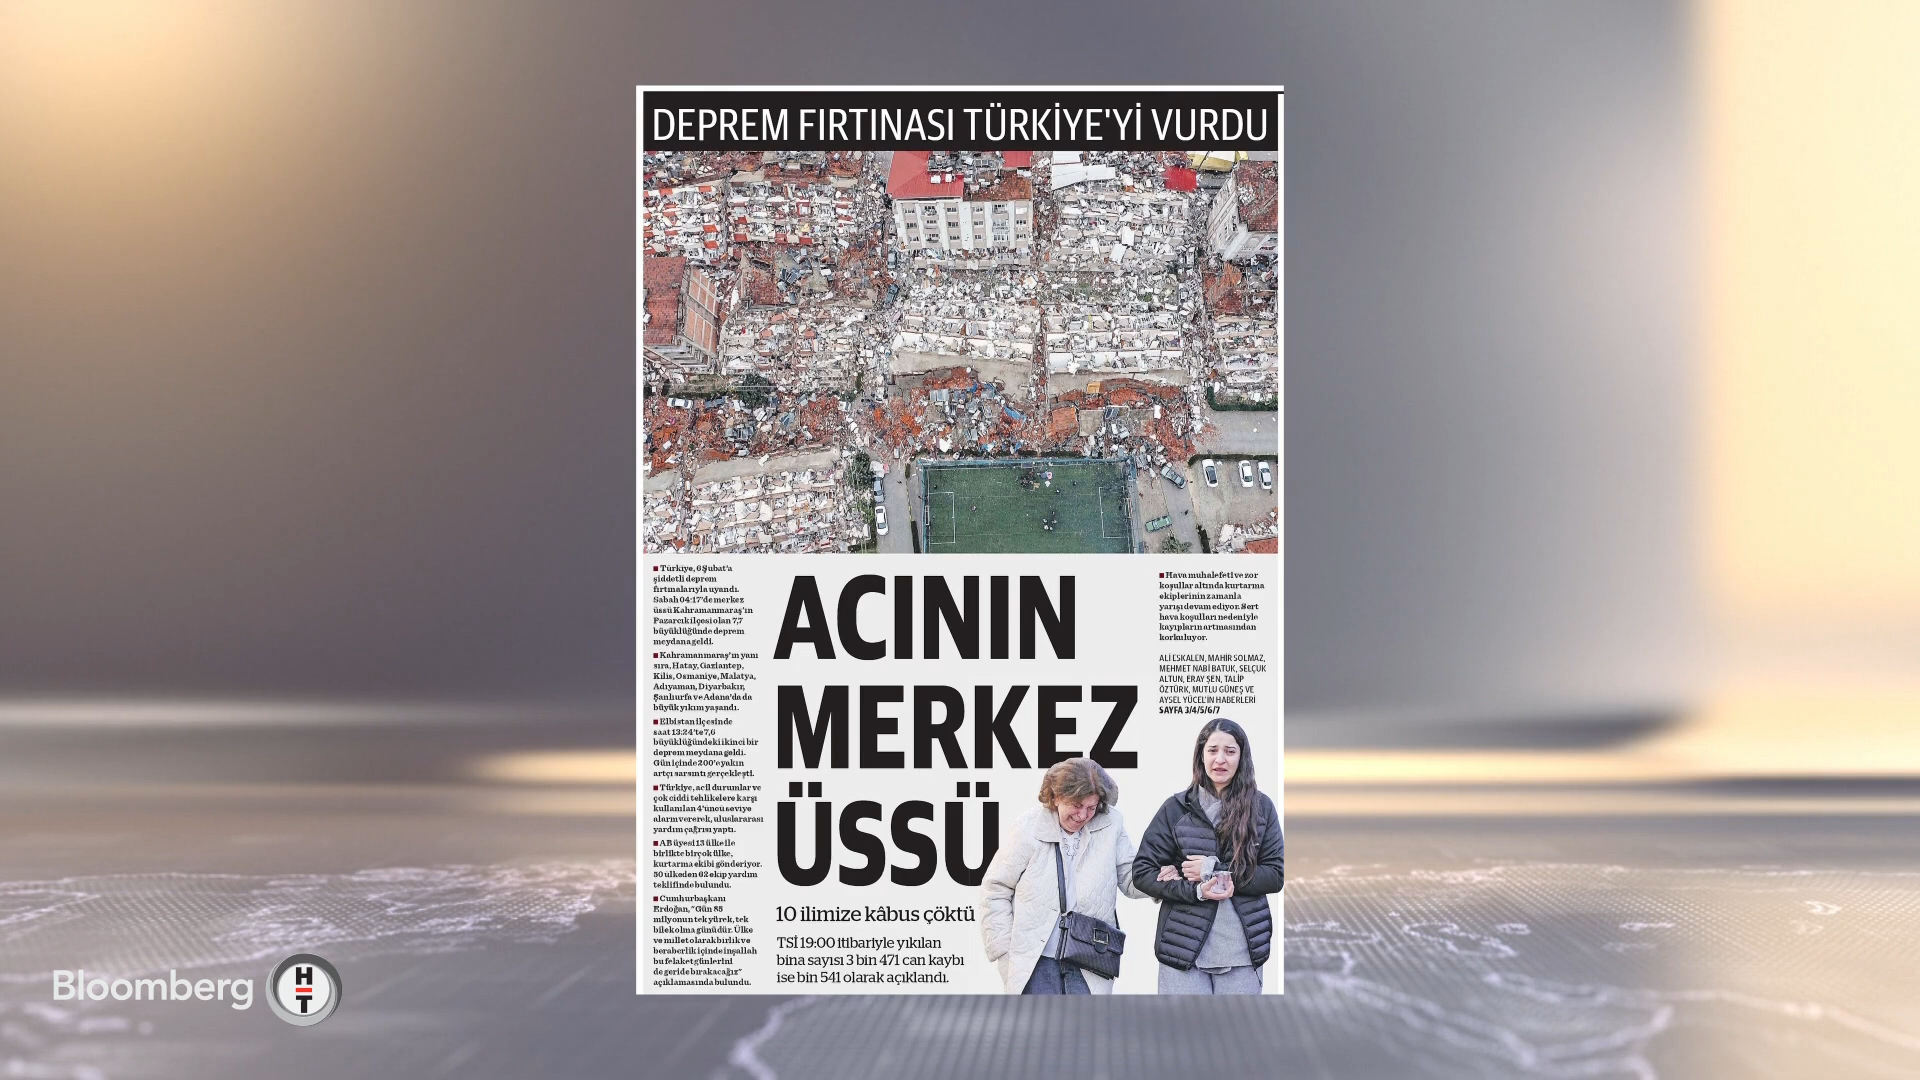 DEPREM FIRTINASI TÜRKİYE'Yİ VURDU
■ Türkiye, 6 Şubat'a
şiddetli deprem
fırtınalarıyla uyandı.
Sabah 04:17'de merkez
üssü Kahramanmaraş'ın
Pazarcık ilçesi olan 7,7
büyüklüğünde deprem
meydana geldi.
■ Kahramanmaraş'ın yanı
sıra, Hatay, Gaziantep,
Kilis, Osmaniye, Malatya,
Adıyaman, Diyarbakır,
Şanlıurfa ve Adana'da da
büyük yıkım yaşandı.
■ Elbistan ilçesinde
saat 13:24'te 7,6
büyüklüğündeki ikinci bir
deprem meydana geldi.
Gün içinde 200'e yakın
artçı sarsıntı gerçekleşti.
■ Türkiye, acil durumlar ve
çok ciddi tehlikelere karşı
kullanılan 4'üncü seviye
alarm vererek, uluslararası
yardım çağrısı yaptı.
■ AB üyesi 13 ülke ile
birlikte birçok ülke,
kurtarma ekibi gönderiyor.
50 ülkeden 62 ekip yardım
teklifinde bulundu.
■ Cumhurbaşkanı
Erdoğan, "Gün 85
milyonun tek yürek, tek
bilek olma günüdür. Ülke
ve millet olarak birlik ve
beraberlik içinde inşallah
bu felaket günlerini
de geride bırakacağız"
açıklamasında bulundu.
ACININ
MERKEZ
ÜSSÜ
10 ilimize kâbus çöktü
TSİ 19:00 itibariyle yıkılan
bina sayısı 3 bin 471 can kaybı
ise bin 541 olarak açıklandı.
■ Hava muhalefeti ve zor
koşullar altında kurtarma
ekiplerinin zamanla
yarışı devam ediyor. Sert
hava koşulları nedeniyle
kayıpların artmasından
korkuluyor.
ALİ ESKALEN, MAHİR SOLMAZ,
MEHMET NABİ BATUK, SELÇUK
ALTUN, ERAY ŞEN, TALİP
ÖZTÜRK, MUTLU GÜNEŞ VE
AYSEL YÜCEL'İN HABERLERİ
SAYFA 3/4/5/6/7
Bloomberg HT